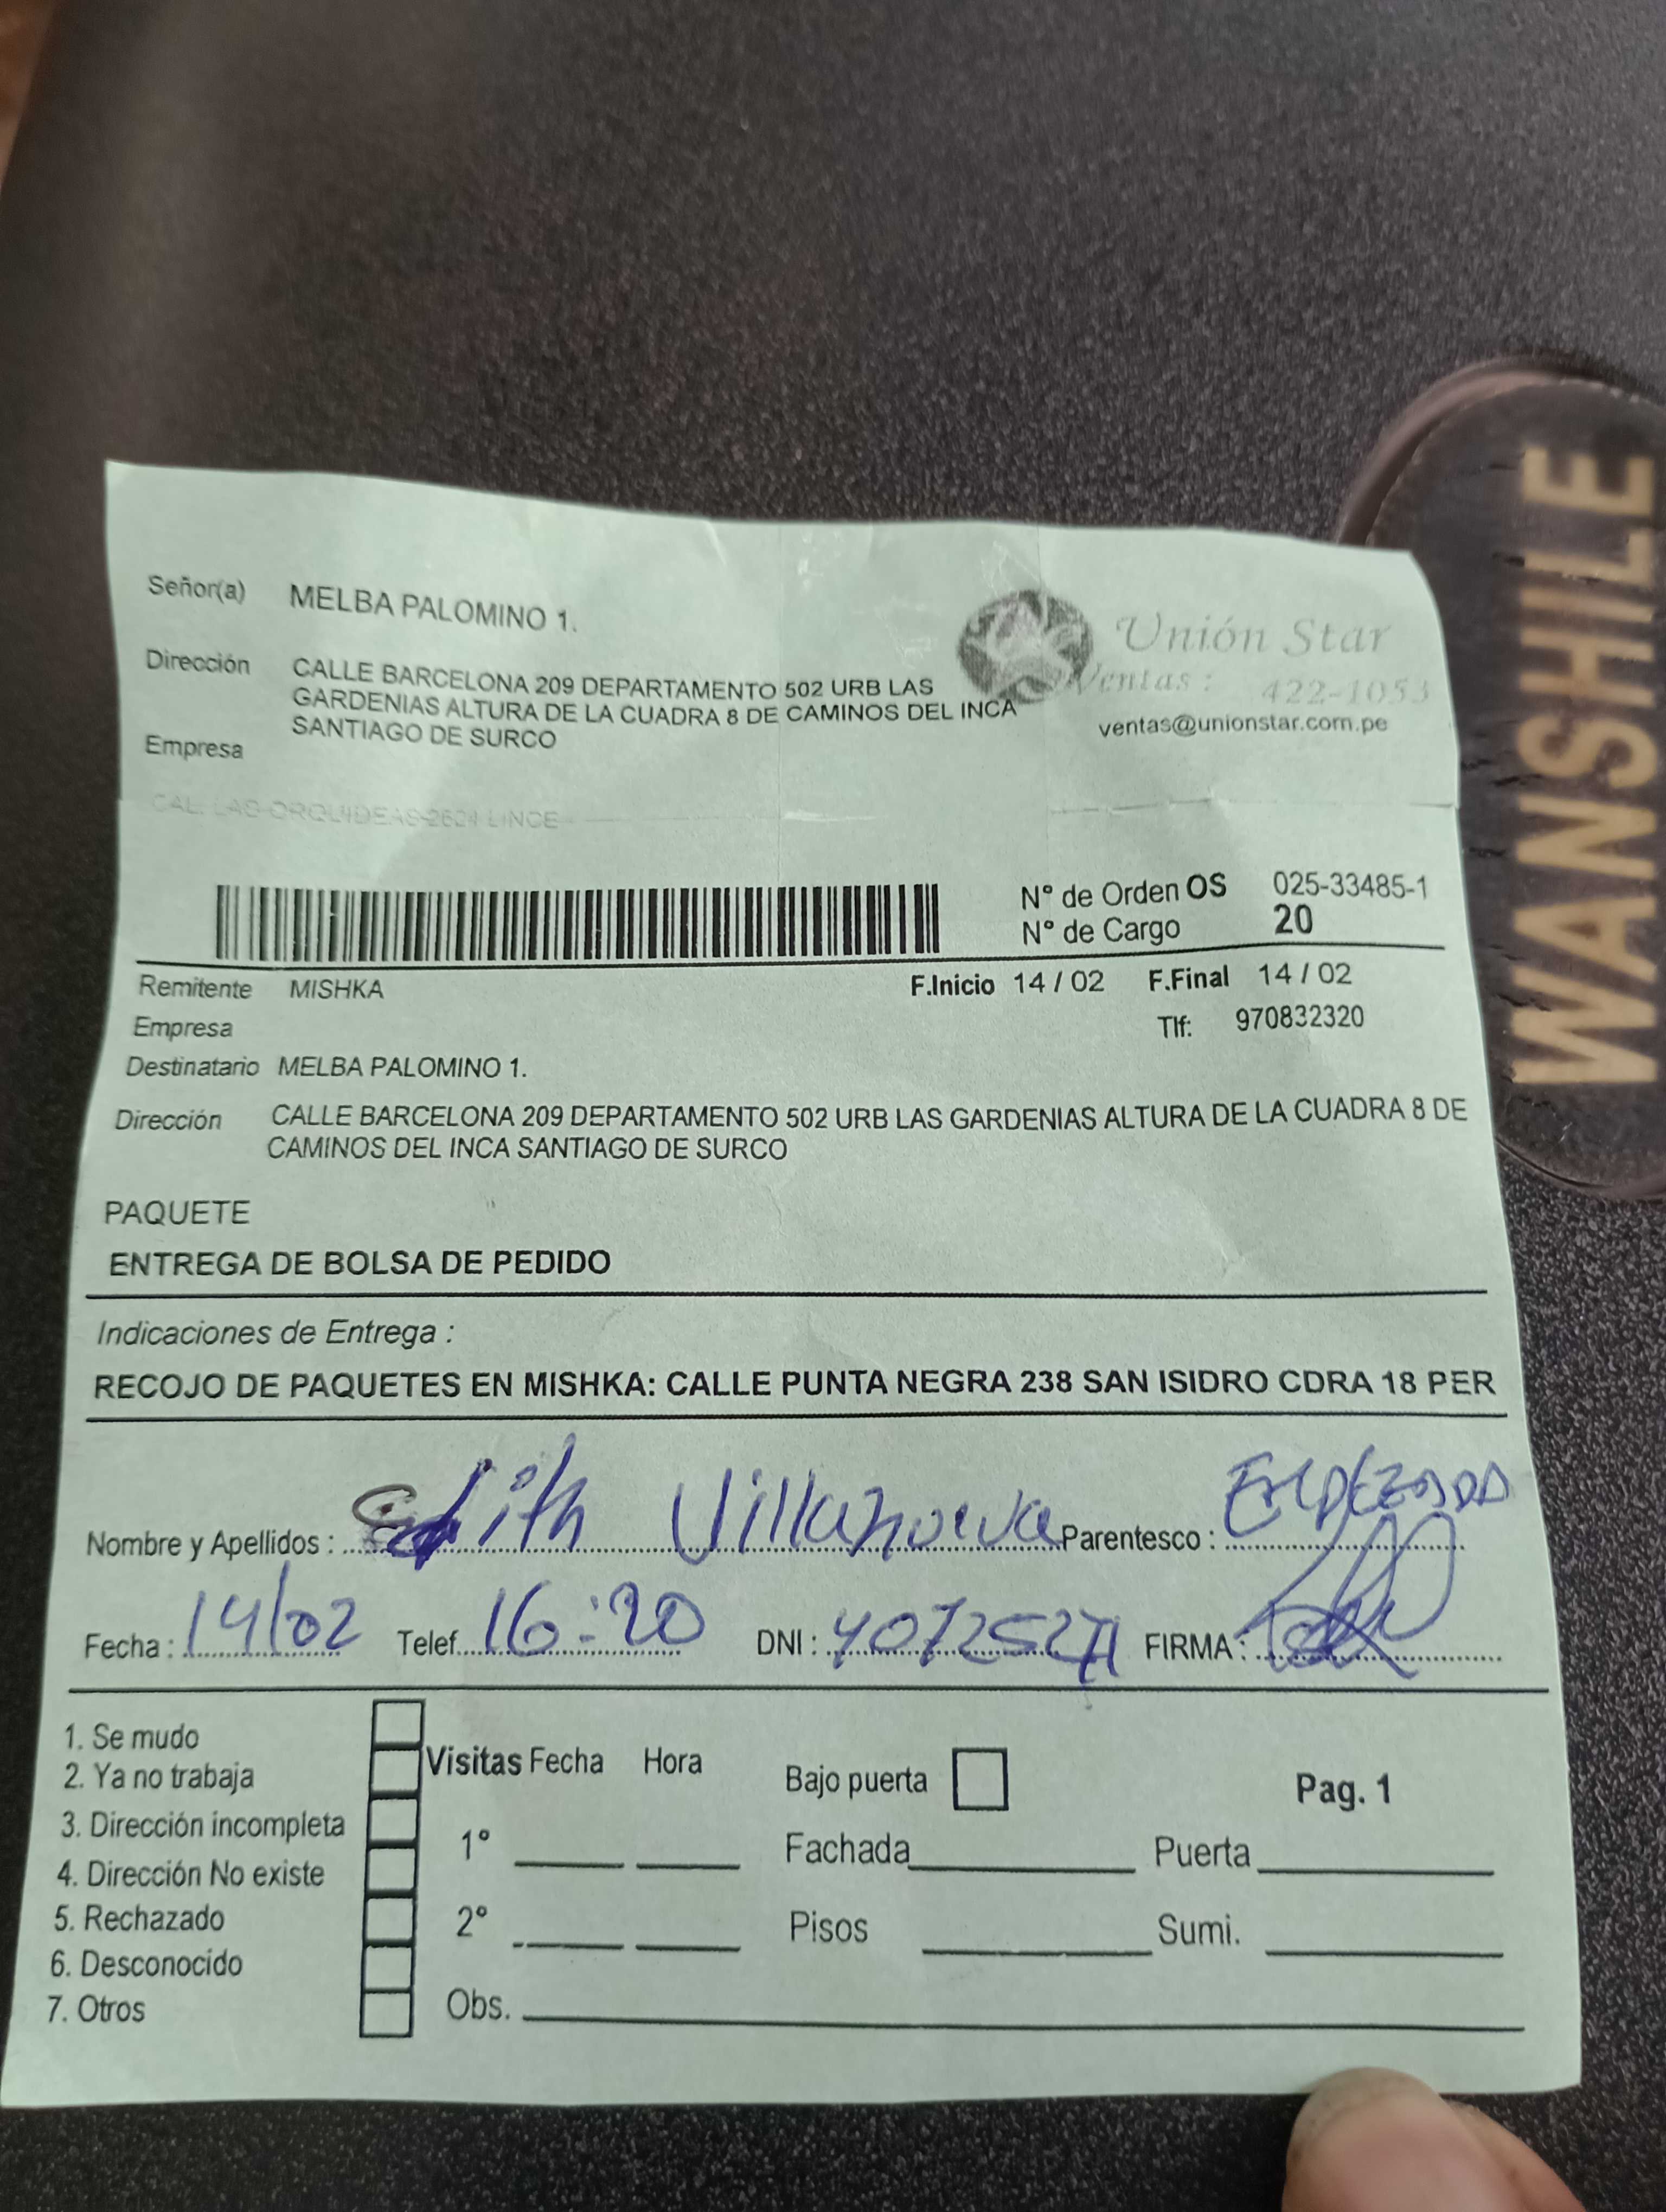 Señor(a) MELBA PALOMINO 1.
Unión Star
Dirección CALLE BARCELONA 209 DEPARTAMENTO 502 URB LAS
GARDENIAS ALTURA DE LA CUADRA 8 DE CAMINOS DEL INCA
SANTIAGO DE SURCO
Ventas : 422-1053
ventas@unionstar.com.pe
Empresa
CAL. LAS ORQUIDEAS 2624 LINCE
N° de Orden OS 025-33485-1
N° de Cargo 20
Remitente MISHKA F.Inicio 14 / 02 F.Final 14 / 02
Empresa Tlf: 970832320
Destinatario MELBA PALOMINO 1.
Dirección CALLE BARCELONA 209 DEPARTAMENTO 502 URB LAS GARDENIAS ALTURA DE LA CUADRA 8 DE
CAMINOS DEL INCA SANTIAGO DE SURCO
PAQUETE
ENTREGA DE BOLSA DE PEDIDO
Indicaciones de Entrega :
RECOJO DE PAQUETES EN MISHKA: CALLE PUNTA NEGRA 238 SAN ISIDRO CDRA 18 PER
Nombre y Apellidos : Edith Villanueva Parentesco : EMPLEADA
Fecha : 14/02 Telef. 16:20 DNI : FIRMA :
1. Se mudo
2. Ya no trabaja
3. Dirección incompleta
4. Dirección No existe
5. Rechazado
6. Desconocido
7. Otros
Visitas Fecha Hora
1°
2°
Obs.
Bajo puerta
Fachada Puerta
Pisos Sumi.
Pag. 1
WANSHILE